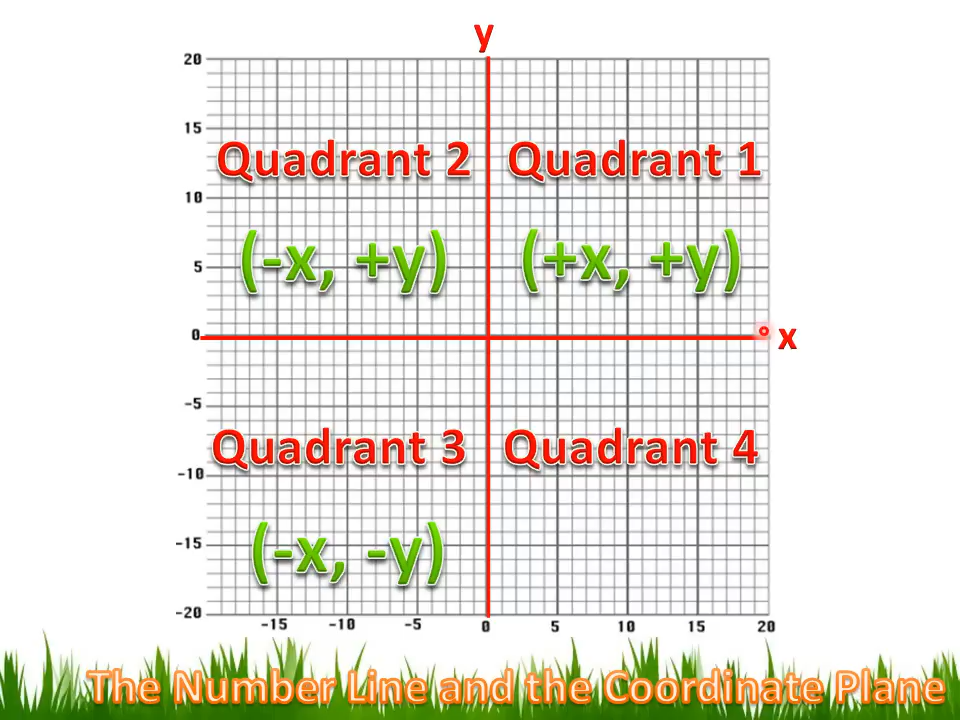 y
20
15
Quadrant 2 Quadrant 1
10
(-x, +y) (+x, +y)
5
0 x
-5
Quadrant 3 Quadrant 4
-10
(-x, -y)
-15
-20
-15 -10 -5 0 5 10 15 20
The Number Line and the Coordinate Plane